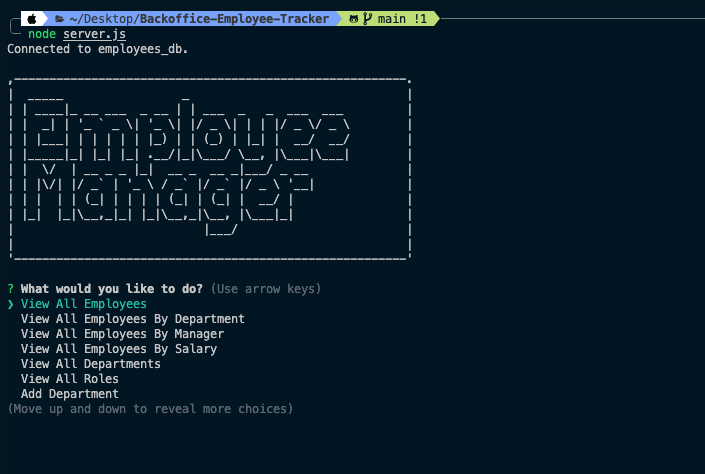 ~/Desktop/Backoffice-Employee-Tracker main !1
node server.js
Connected to employees_db.
Employee
Manager
? What would you like to do? (Use arrow keys)
❯ View All Employees
View All Employees By Department
View All Employees By Manager
View All Employees By Salary
View All Departments
View All Roles
Add Department
(Move up and down to reveal more choices)